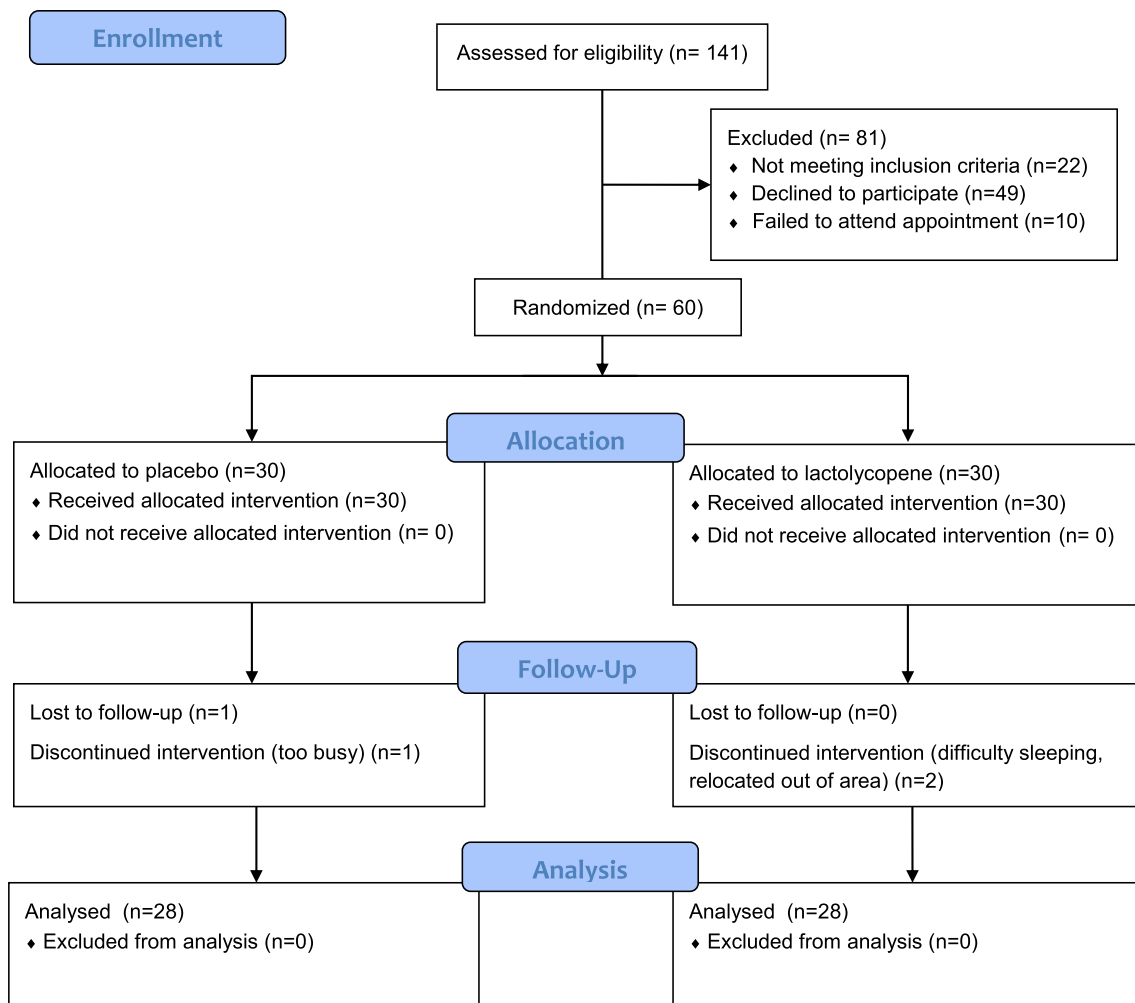 Enrollment
Assessed for eligibility (n= 141)
Excluded (n= 81)
♦ Not meeting inclusion criteria (n=22)
♦ Declined to participate (n=49)
♦ Failed to attend appointment (n=10)
Randomized (n= 60)
Allocation
Allocated to placebo (n=30)
♦ Received allocated intervention (n=30)
♦ Did not receive allocated intervention (n= 0)
Allocated to lactolycopene (n=30)
♦ Received allocated intervention (n=30)
♦ Did not receive allocated intervention (n= 0)
Follow-Up
Lost to follow-up (n=1)
Discontinued intervention (too busy) (n=1)
Lost to follow-up (n=0)
Discontinued intervention (difficulty sleeping,
relocated out of area) (n=2)
Analysis
Analysed  (n=28)
♦ Excluded from analysis (n=0)
Analysed  (n=28)
♦ Excluded from analysis (n=0)